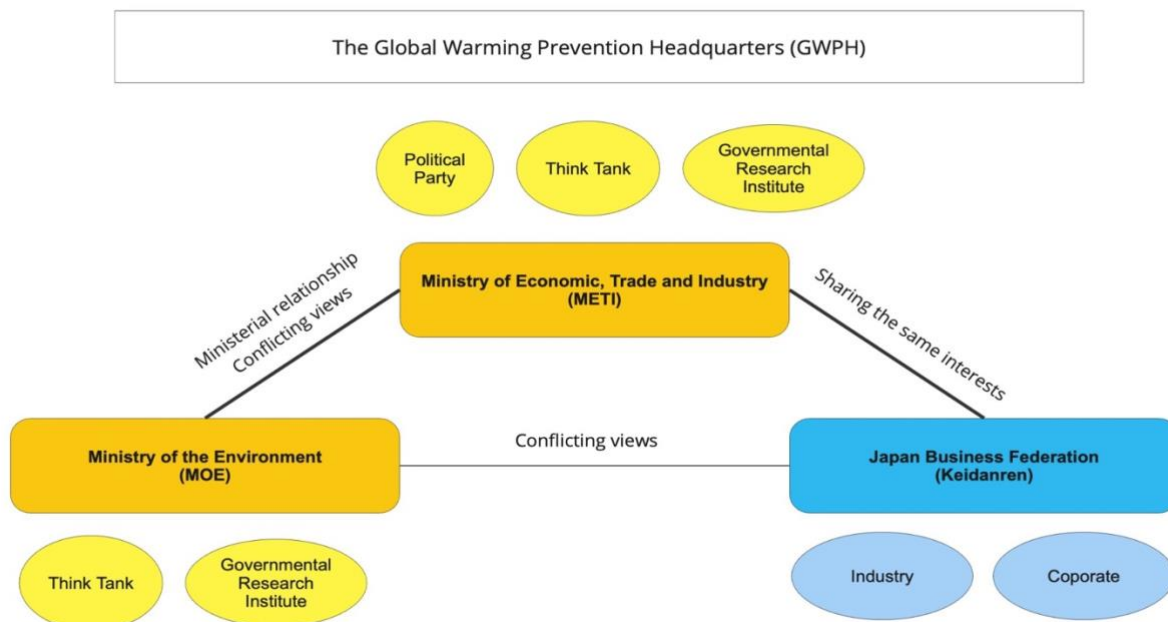 The Global Warming Prevention Headquarters (GWPH)
Political
Party
Think Tank
Governmental
Research
Institute
Ministry of Economic, Trade and Industry
(METI)
Ministerial relationship
Conflicting views
Sharing the same interests
Ministry of the Environment
(MOE)
Conflicting views
Japan Business Federation
(Keidanren)
Think Tank
Governmental
Research
Institute
Industry
Coporate